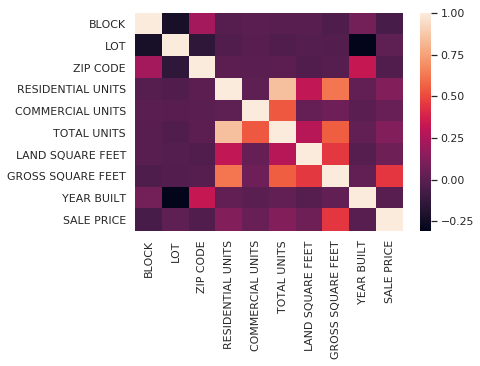 BLOCK
LOT
ZIP CODE
RESIDENTIAL UNITS
COMMERCIAL UNITS
TOTAL UNITS
LAND SQUARE FEET
GROSS SQUARE FEET
YEAR BUILT
SALE PRICE
BLOCK
LOT
ZIP CODE
RESIDENTIAL UNITS
COMMERCIAL UNITS
TOTAL UNITS
LAND SQUARE FEET
GROSS SQUARE FEET
YEAR BUILT
SALE PRICE
1.00
0.75
0.50
0.25
0.00
−0.25